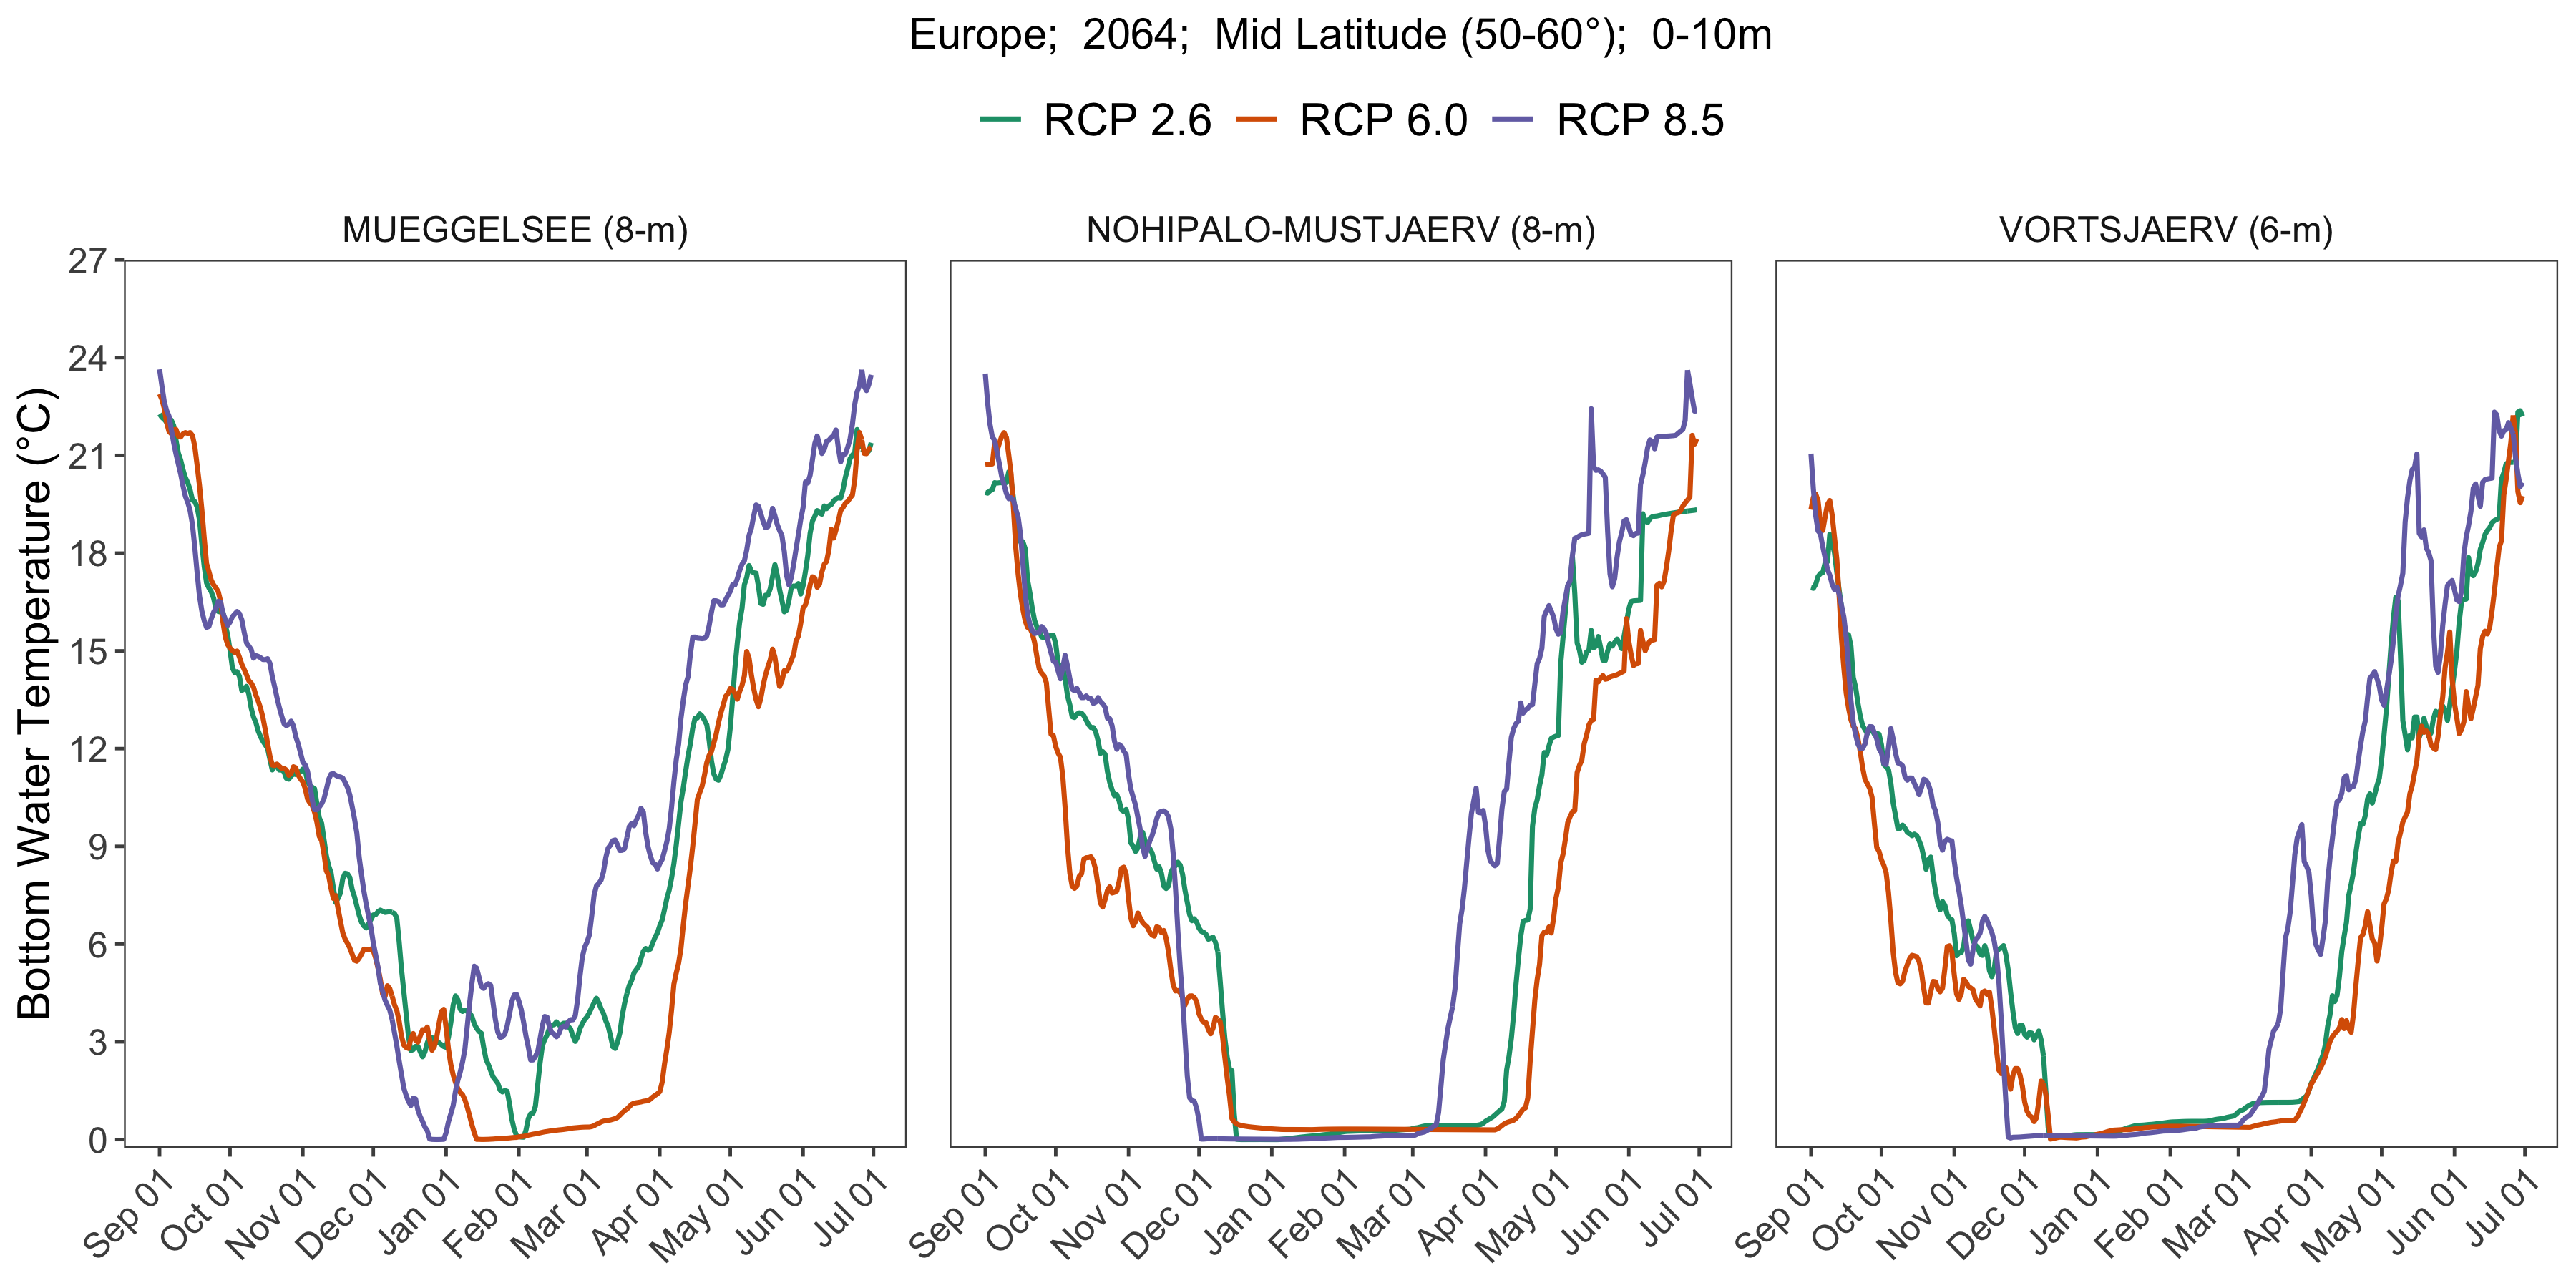 Europe;  2064;  Mid Latitude (50-60°);  0-10m
RCP 2.6 RCP 6.0 RCP 8.5
MUEGGELSEE (8-m) NOHIPALO-MUSTJAERV (8-m) VORTSJAERV (6-m)
Bottom Water Temperature (°C)
27
24
21
18
15
12
9
6
3
0
Sep 01 Oct 01 Nov 01 Dec 01 Jan 01 Feb 01 Mar 01 Apr 01 May 01 Jun 01 Jul 01
Sep 01 Oct 01 Nov 01 Dec 01 Jan 01 Feb 01 Mar 01 Apr 01 May 01 Jun 01 Jul 01
Sep 01 Oct 01 Nov 01 Dec 01 Jan 01 Feb 01 Mar 01 Apr 01 May 01 Jun 01 Jul 01